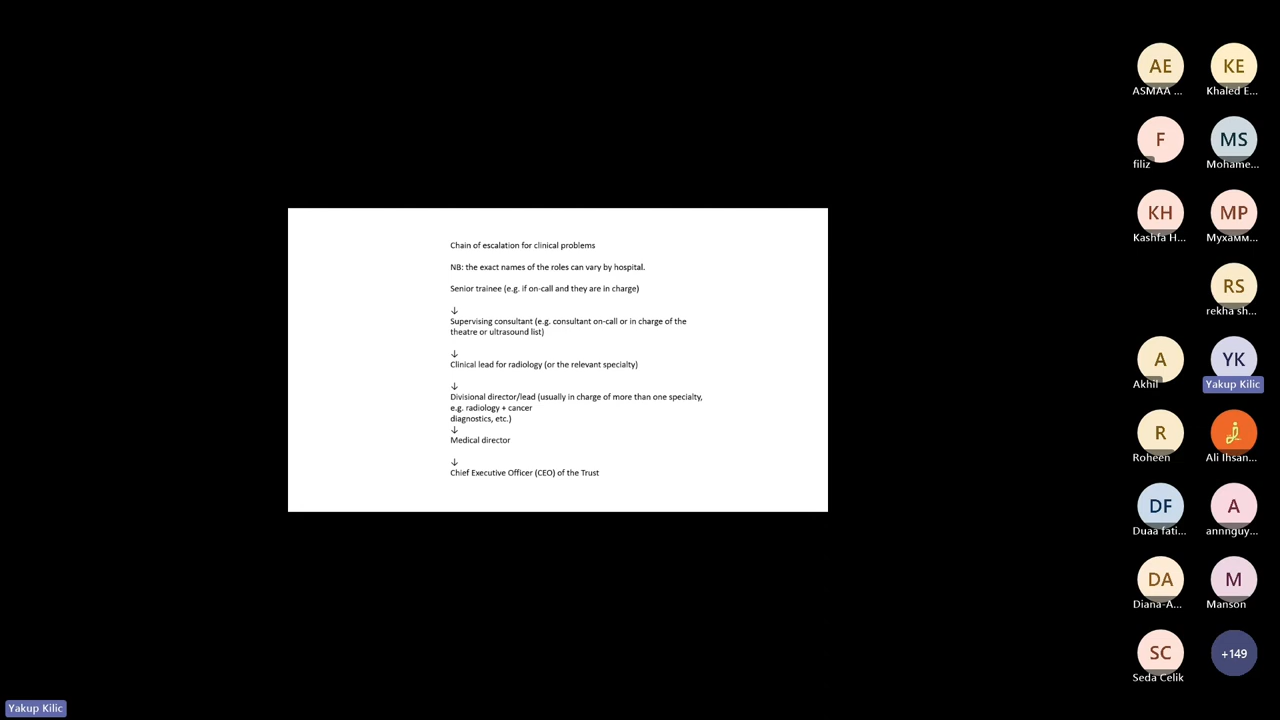 Chain of escalation for clinical problems
NB: the exact names of the roles can vary by hospital.
Senior trainee (e.g. if on-call and they are in charge)
↓
Supervising consultant (e.g. consultant on-call or in charge of the
theatre or ultrasound list)
↓
Clinical lead for radiology (or the relevant specialty)
↓
Divisional director/lead (usually in charge of more than one specialty,
e.g. radiology + cancer
diagnostics, etc.)
↓
Medical director
↓
Chief Executive Officer (CEO) of the Trust
AE
KE
ASMAA ...
Khaled E...
F
MS
filiz
Mohame...
KH
MP
Kashfa H...
Мухамм...
RS
rekha sh...
A
YK
Akhil
Yakup Kilic
R
Roheen
Ali Ihsan...
DF
A
Duaa fati...
annnguy...
DA
M
Diana-A...
Manson
SC
+149
Seda Celik
Yakup Kilic